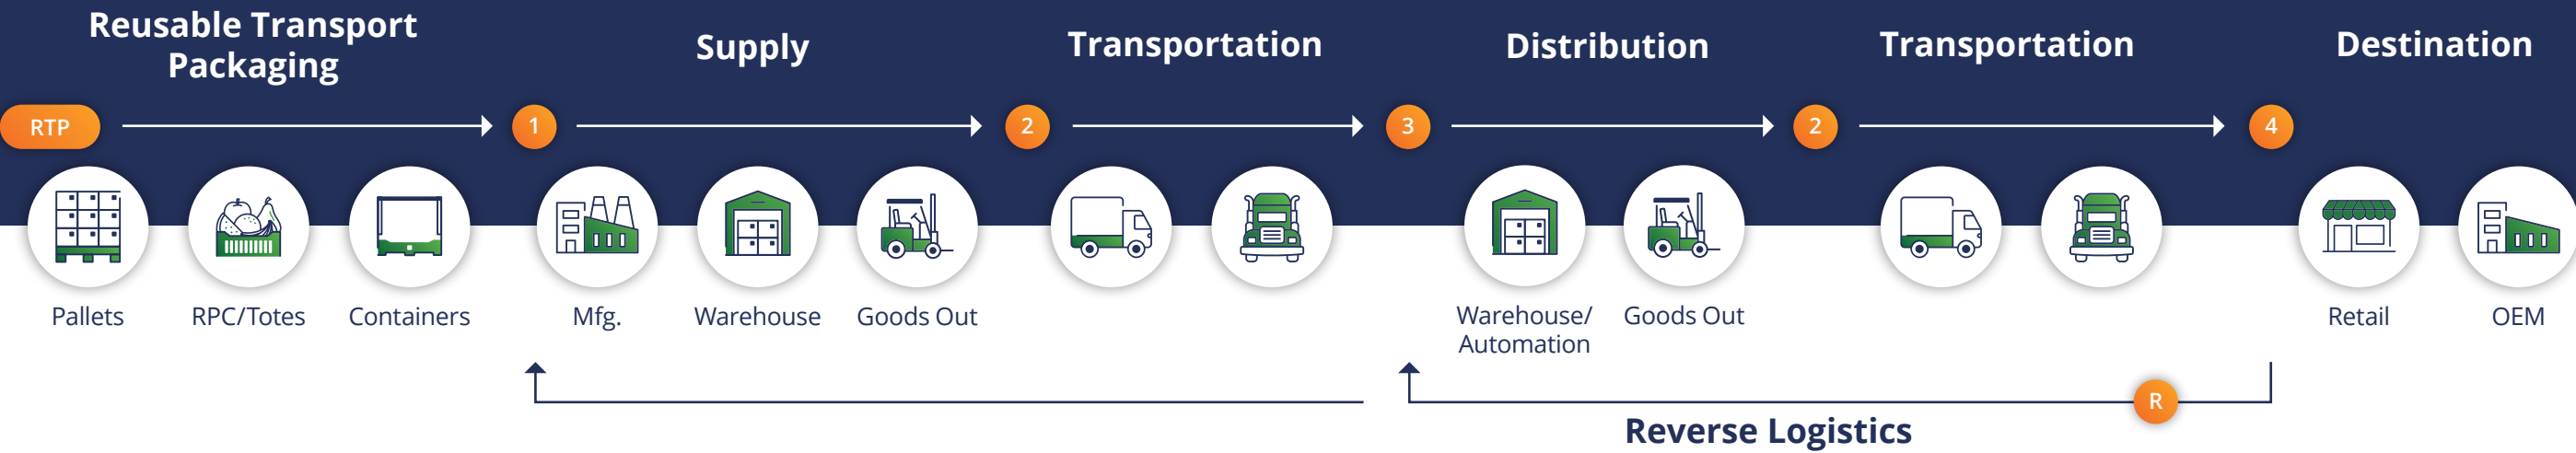 Reusable Transport
Packaging
Supply
Transportation
Distribution
Transportation
Destination
RTP
1
2
3
2
4
Pallets
RPC/Totes
Containers
Mfg.
Warehouse
Goods Out
Warehouse/
Automation
Goods Out
Retail
OEM
R
Reverse Logistics